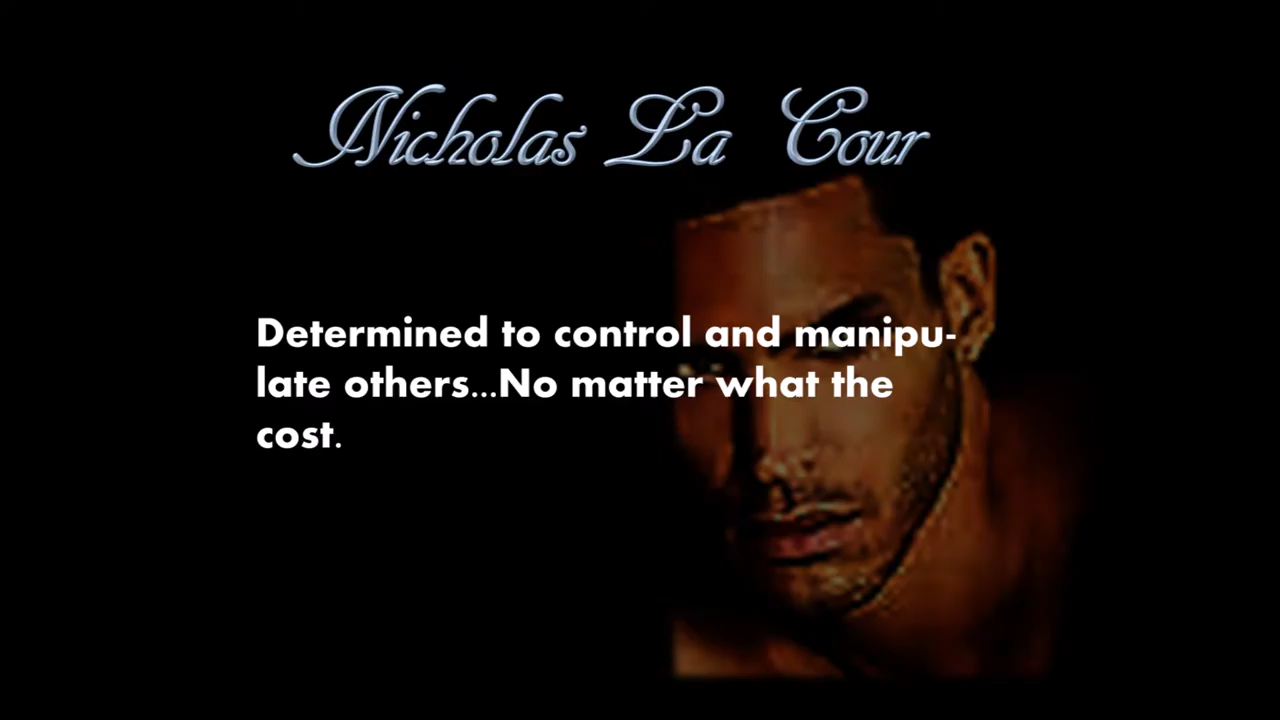 Nicholas La Cour
Determined to control and manipu-
late others...No matter what the
cost.